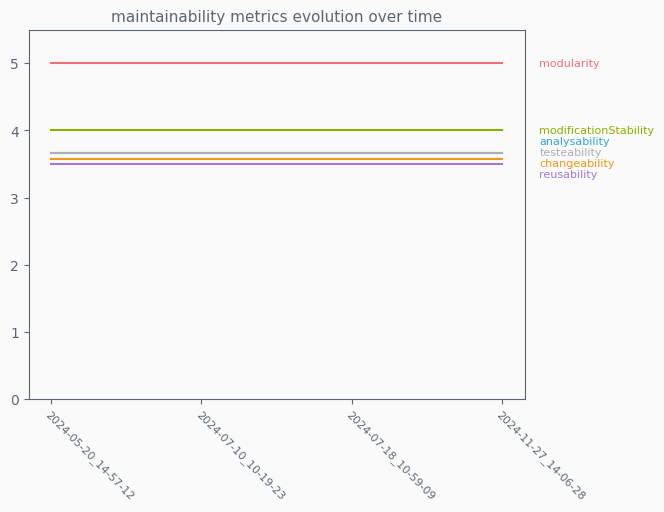 maintainability metrics evolution over time
5
4
3
2
1
0
modularity
modificationStability
analysability
testeability
changeability
reusability
2024-05-20_14-57-12
2024-07-10_10-19-23
2024-07-18_10-59-09
2024-11-27_14-06-28